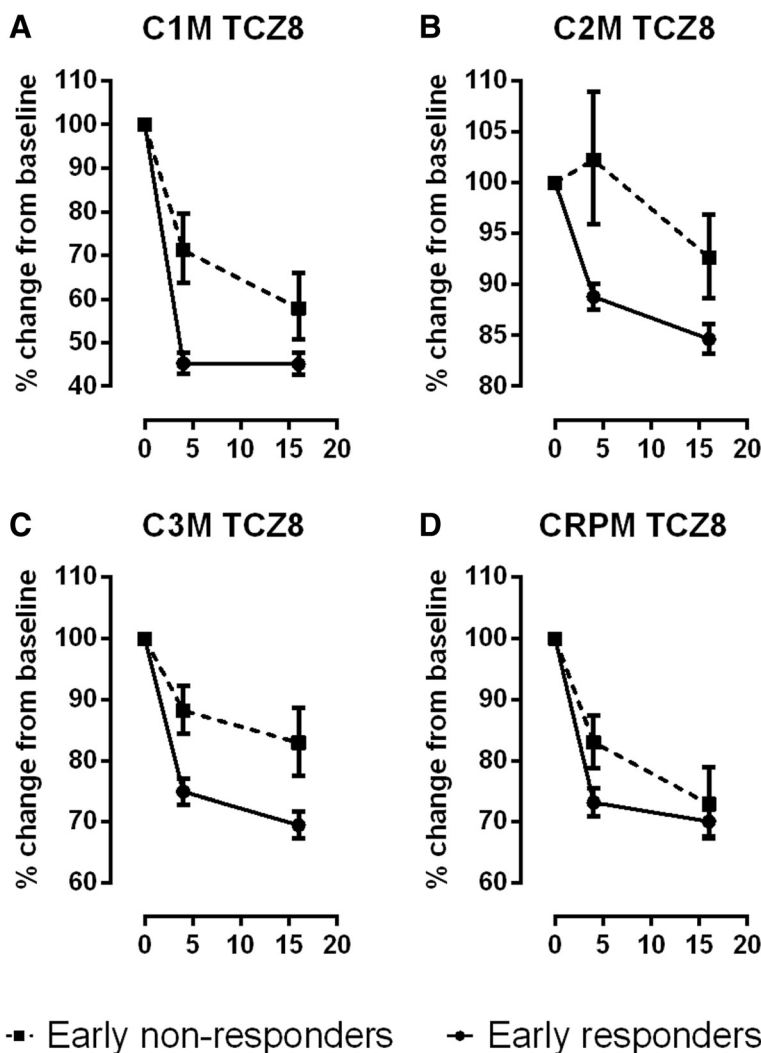 A C1M TCZ8
% change from baseline
110
100
90
80
70
60
50
40
0 5 10 15 20
B C2M TCZ8
% change from baseline
110
105
100
95
90
85
80
0 5 10 15 20
C C3M TCZ8
% change from baseline
110
100
90
80
70
60
0 5 10 15 20
D CRPM TCZ8
% change from baseline
110
100
90
80
70
60
0 5 10 15 20
Early non-responders Early responders